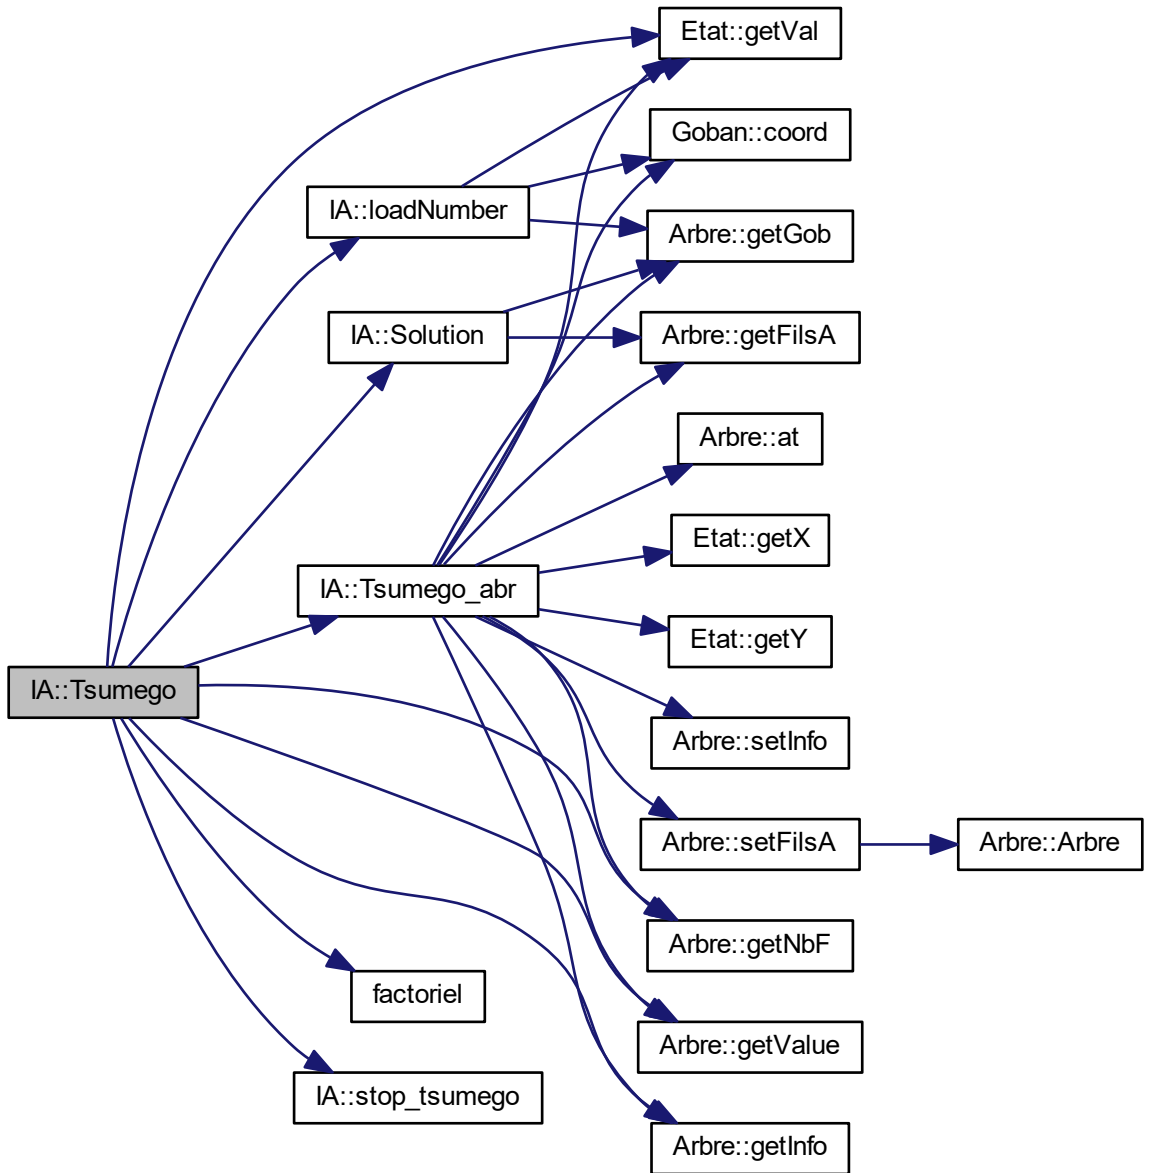 Etat::getVal
Goban::coord
IA::loadNumber
Arbre::getGob
IA::Solution
Arbre::getFilsA
Arbre::at
Etat::getX
IA::Tsumego_abr
Etat::getY
IA::Tsumego
Arbre::setInfo
Arbre::setFilsA
Arbre::Arbre
Arbre::getNbF
factoriel
Arbre::getValue
IA::stop_tsumego
Arbre::getInfo